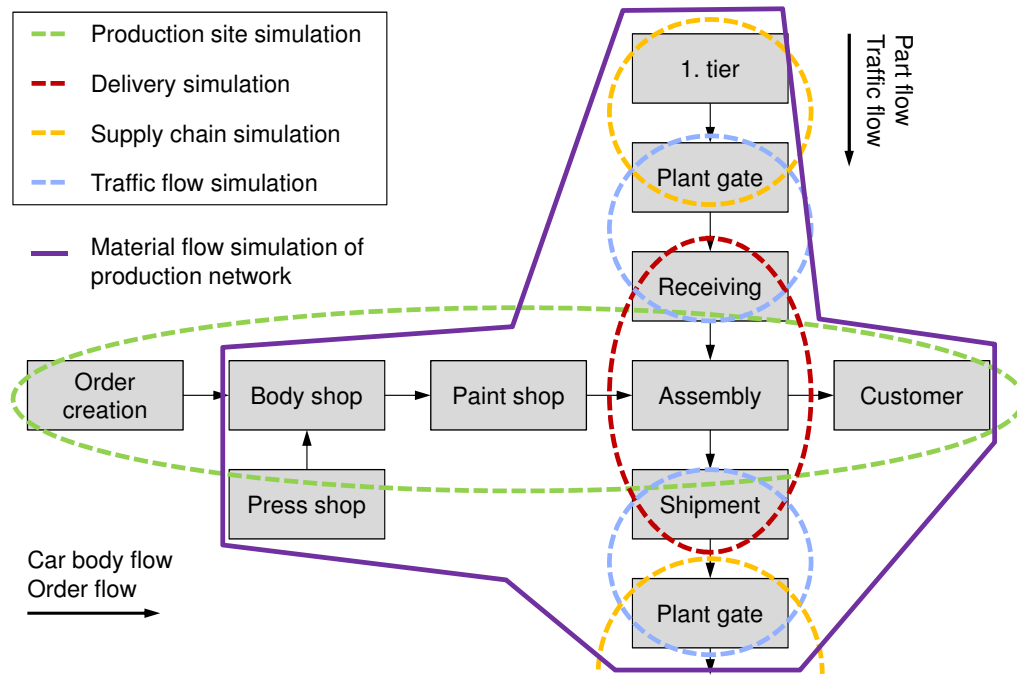 Production site simulation
Delivery simulation
Supply chain simulation
Traffic flow simulation
Material flow simulation of
production network
1. tier
Part flow
Traffic flow
Plant gate
Receiving
Order
creation
Body shop
Paint shop
Assembly
Customer
Press shop
Shipment
Car body flow
Order flow
Plant gate